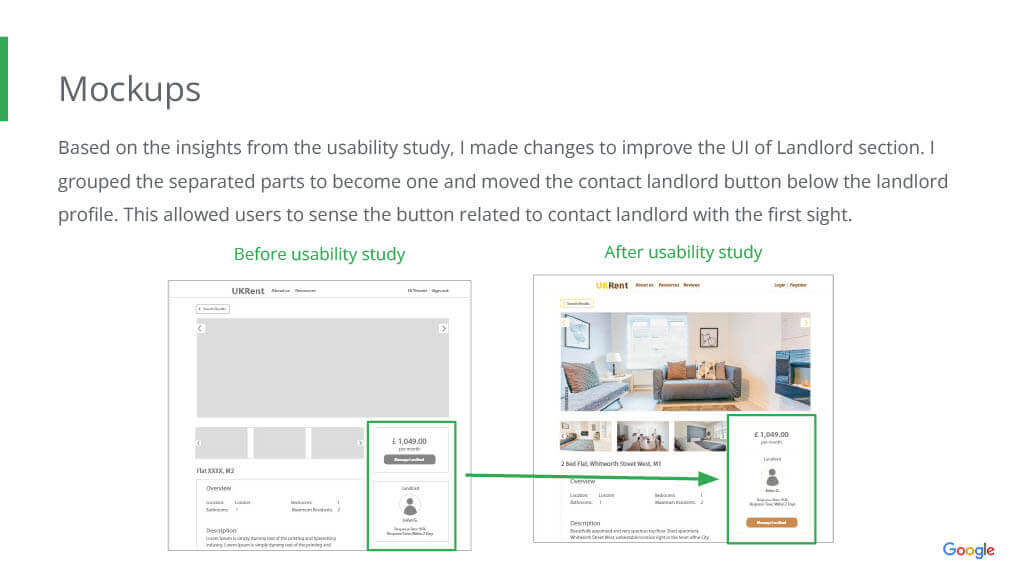 Mockups
Based on the insights from the usability study, I made changes to improve the UI of Landlord section. I
grouped the separated parts to become one and moved the contact landlord button below the landlord
profile. This allowed users to sense the button related to contact landlord with the first sight.
Before usability study
After usability study
UKRent About us Resources Hi Tenant Sign out
Search Results
£ 1,049.00
per month
Message Landlord
Flat XXXX, M2
Overview
Location: London Bedrooms: 1
Bathrooms: 1 Maximum Residents: 2
Description
Lorem Ipsum is simply dummy text of the printing and typesetting
industry. Lorem Ipsum is simply dummy text of the printing and
Landlord
John G.
Response Rate: 95%
Response Time: Within 2 Days
UKRent About us Resources Reviews Login | Register
Search Results
2 Bed Flat, Whitworth Street West, M1
Overview
Location: London Bedrooms: 1
Bathrooms: 1 Maximum Residents: 2
Description
Beautifully appointed and very spacious top floor 2 bed apartment,
Whitworth Street West, unbeatable location right in the heart of the City
£ 1,049.00
per month
Landlord
John G.
Response Rate: 95%
Response Time: Within 2 Days
Message Landlord
Google